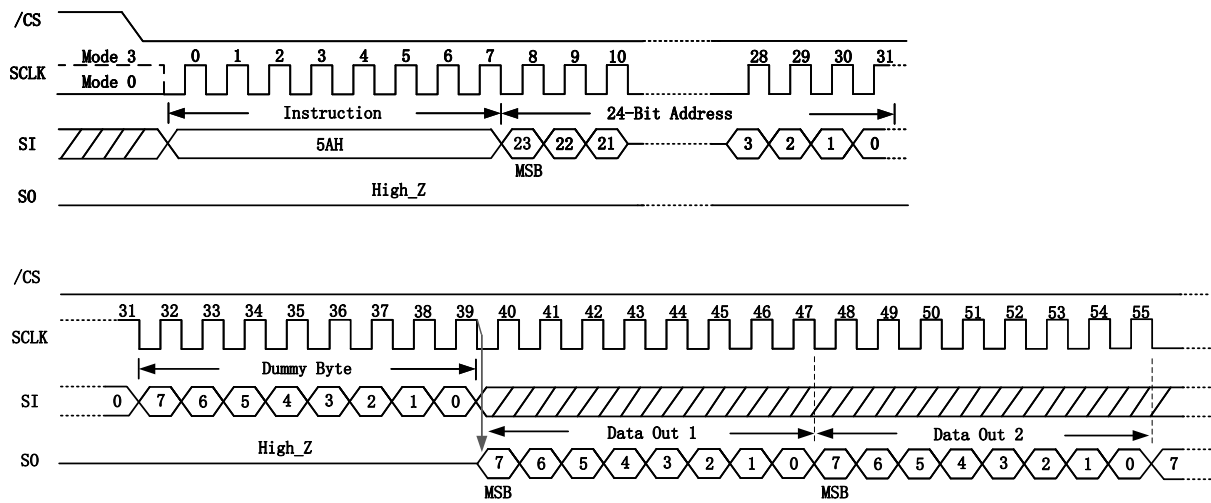 /CS
Mode 3 0 1 2 3 4 5 6 7 8 9 10 28 29 30 31
SCLK
Mode 0
Instruction 24-Bit Address
SI 5AH 23 22 21 3 2 1 0
MSB
High_Z
SO
/CS
31 32 33 34 35 36 37 38 39 40 41 42 43 44 45 46 47 48 49 50 51 52 53 54 55
SCLK
Dummy Byte
SI 0 7 6 5 4 3 2 1 0
High_Z Data Out 1 Data Out 2
SO 7 6 5 4 3 2 1 0 7 6 5 4 3 2 1 0 7
MSB MSB